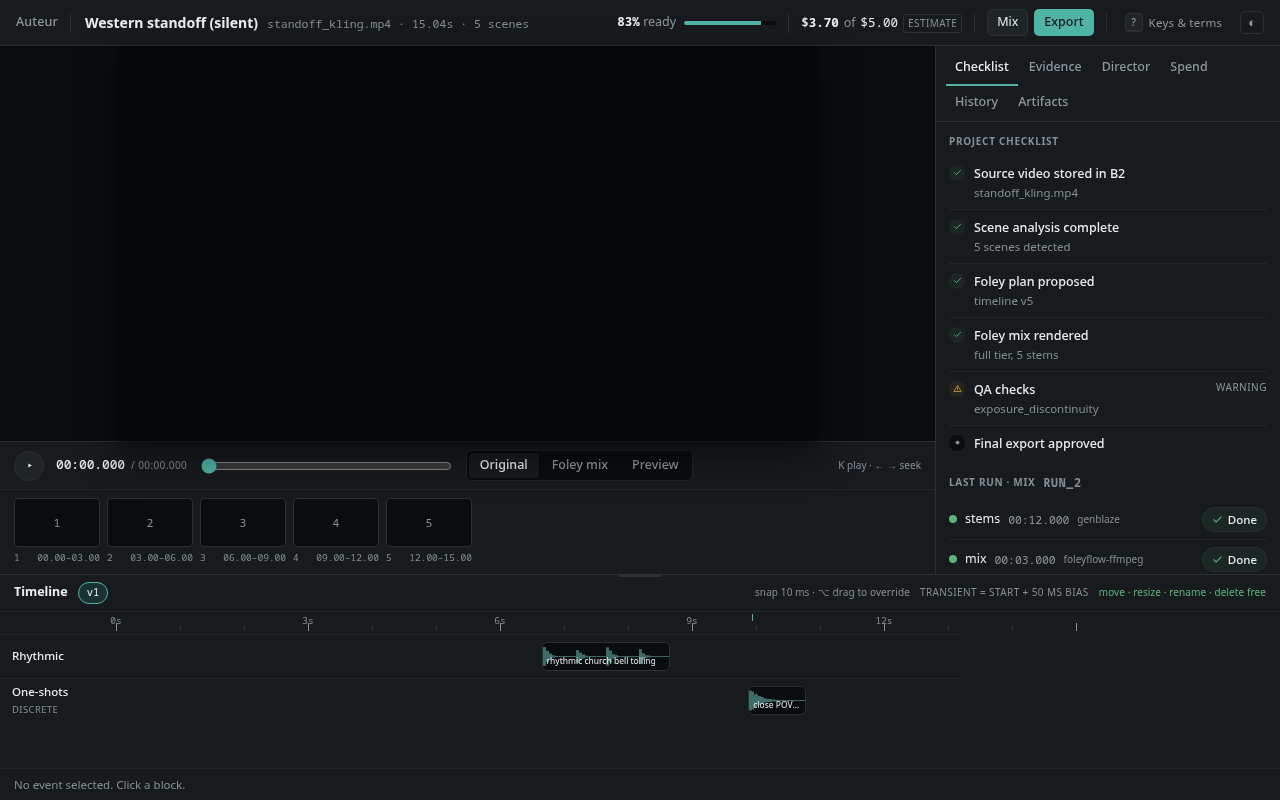 Auteur Western standoff (silent) standoff_kling.mp4 · 15.04s · 5 scenes 83% ready $3.70 of $5.00 ESTIMATE Mix Export ? Keys & terms
Checklist Evidence Director Spend
History Artifacts
PROJECT CHECKLIST
Source video stored in B2
standoff_kling.mp4
Scene analysis complete
5 scenes detected
Foley plan proposed
timeline v5
Foley mix rendered
full tier, 5 stems
QA checks WARNING
exposure_discontinuity
Final export approved
LAST RUN · MIX RUN_2
stems 00:12.000 genblaze Done
mix 00:03.000 foleyflow-ffmpeg Done
00:00.000 / 00:00.000 Original Foley mix Preview K play · ← → seek
1 2 3 4 5
1 00.00–03.00 2 03.00–06.00 3 06.00–09.00 4 09.00–12.00 5 12.00–15.00
Timeline v1 snap 10 ms · ⌥ drag to override TRANSIENT = START + 50 MS BIAS move · resize · rename · delete free
0s 3s 6s 9s 12s
Rhythmic rhythmic church bell tolling
One-shots close POV...
DISCRETE
No event selected. Click a block.